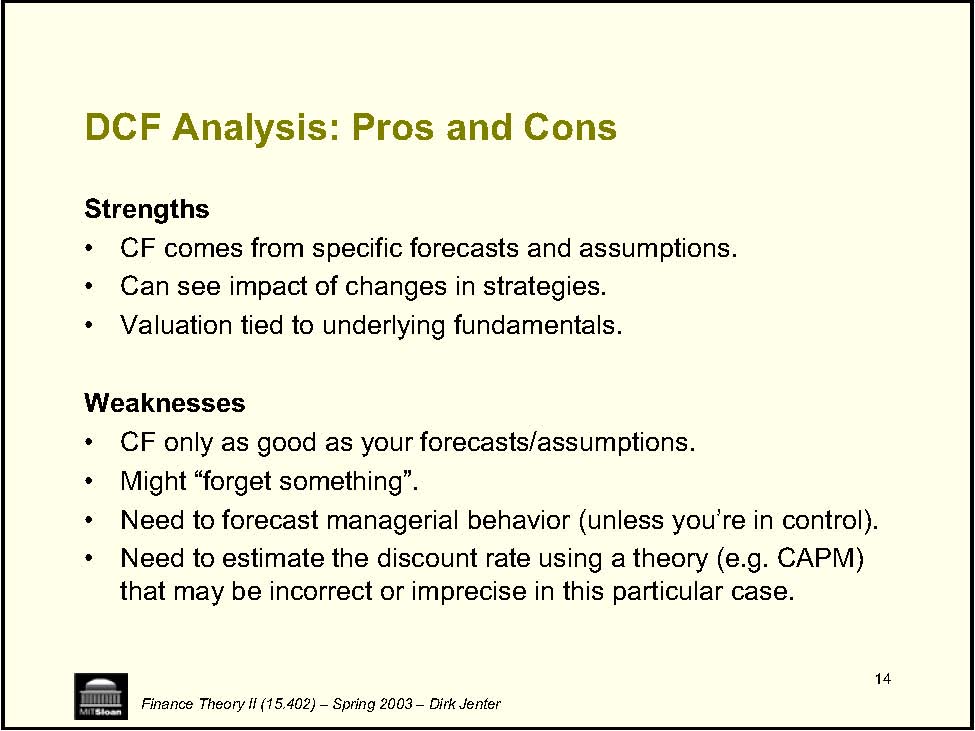 DCF Analysis: Pros and Cons
Strengths
• CF comes from specific forecasts and assumptions.
• Can see impact of changes in strategies.
• Valuation tied to underlying fundamentals.
Weaknesses
• CF only as good as your forecasts/assumptions.
• Might “forget something”.
• Need to forecast managerial behavior (unless you’re in control).
• Need to estimate the discount rate using a theory (e.g. CAPM)
that may be incorrect or imprecise in this particular case.
14
MITSloan
Finance Theory II (15.402) – Spring 2003 – Dirk Jenter